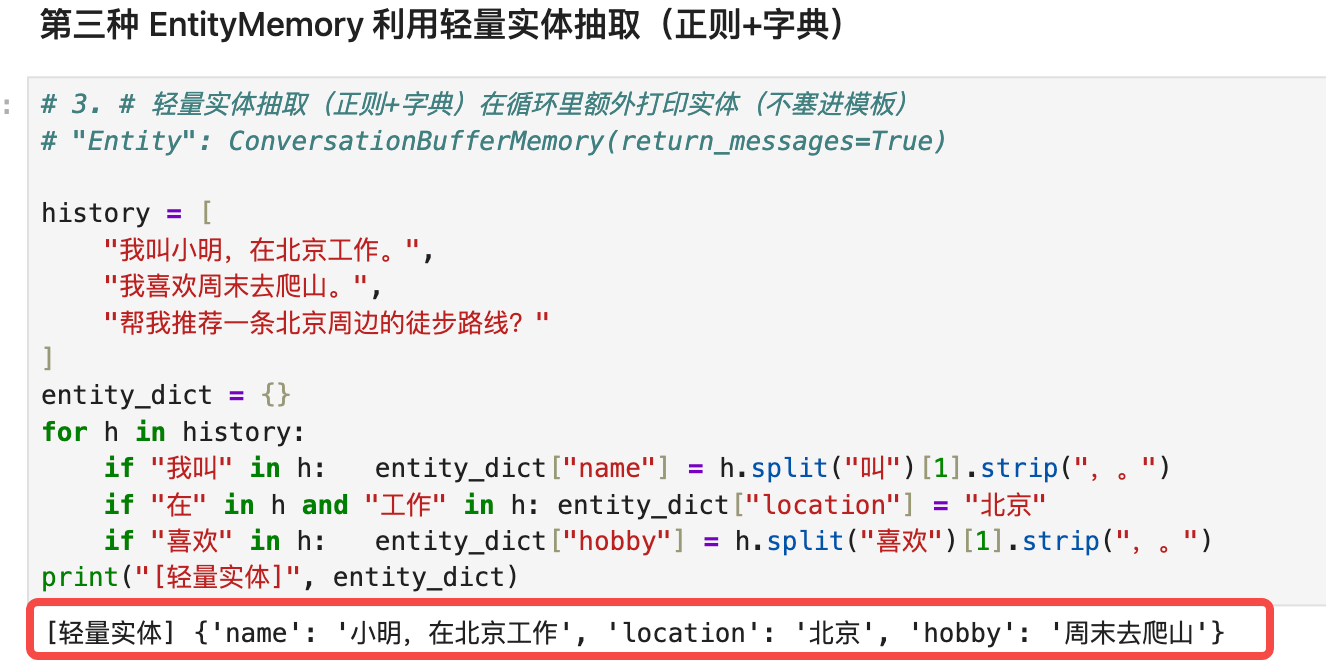 第三种 EntityMemory 利用轻量实体抽取（正则+字典）
:
# 3. # 轻量实体抽取（正则+字典）在循环里额外打印实体（不塞进模板）
# "Entity": ConversationBufferMemory(return_messages=True)
history = [
"我叫小明，在北京工作。",
"我喜欢周末去爬山。",
"帮我推荐一条北京周边的徒步路线？"
]
entity_dict = {}
for h in history:
if "我叫" in h:   entity_dict["name"] = h.split("叫")[1].strip("，。")
if "在" in h and "工作" in h: entity_dict["location"] = "北京"
if "喜欢" in h:   entity_dict["hobby"] = h.split("喜欢")[1].strip("，。")
print("[轻量实体]", entity_dict)
[轻量实体] {'name': '小明，在北京工作', 'location': '北京', 'hobby': '周末去爬山'}